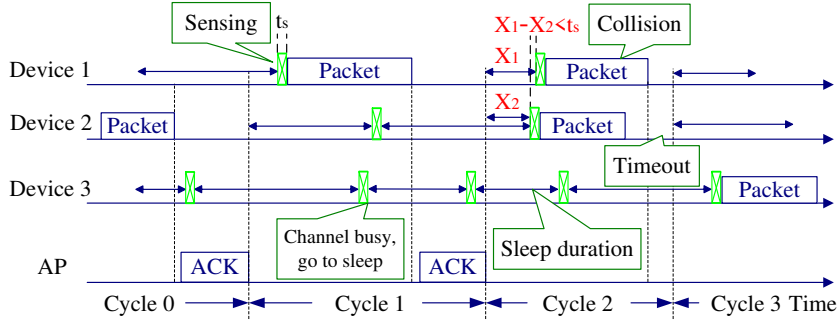 Sensing
tₛ
X₁-X₂<tₛ
Collision
Device 1
Packet
X₁
Packet
Device 2
Packet
X₂
Packet
Timeout
Device 3
Packet
Channel busy,
go to sleep
Sleep duration
AP
ACK
ACK
Cycle 0
Cycle 1
Cycle 2
Cycle 3 Time